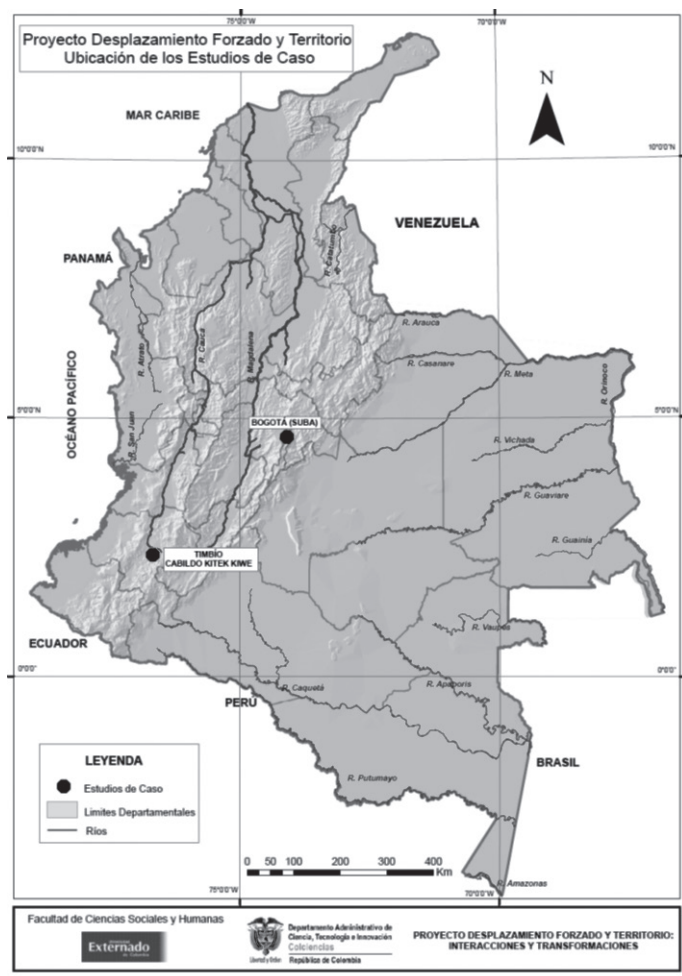 75°0'0"W
70°0'0"W
Proyecto Desplazamiento Forzado y Territorio
Ubicación de los Estudios de Caso
N
MAR CARIBE
10°0'0"N
10°0'0"N
VENEZUELA
R. Catatumbo
PANAMÁ
R. Arauca
R. Atrato
R. Cauca
R. Magdalena
R. Casanare
R. Meta
R. Orinoco
OCÉANO PACÍFICO
5°0'0"N
5°0'0"N
R. San Juan
BOGOTÁ (SUBA)
R. Vichada
R. Guaviare
R. Guainía
TIMBÍO
CABILDO KITEK KIWE
R. Vaupés
ECUADOR
0°0'0"
0°0'0"
R. Caquetá
R. Apaporis
PERÚ
BRASIL
LEYENDA
Estudios de Caso
Limites Departamentales
Ríos
R. Putumayo
0 50 100 200 300 400
Km
R. Amazonas
75°0'0"W
70°0'0"W
Facultad de Ciencias Sociales y Humanas
Externado
Libertad y Orden
Departamento Administrativo de
Ciencia, Tecnología e Innovación
Colciencias
República de Colombia
PROYECTO DESPLAZAMIENTO FORZADO Y TERRITORIO:
INTERACCIONES Y TRANSFORMACIONES